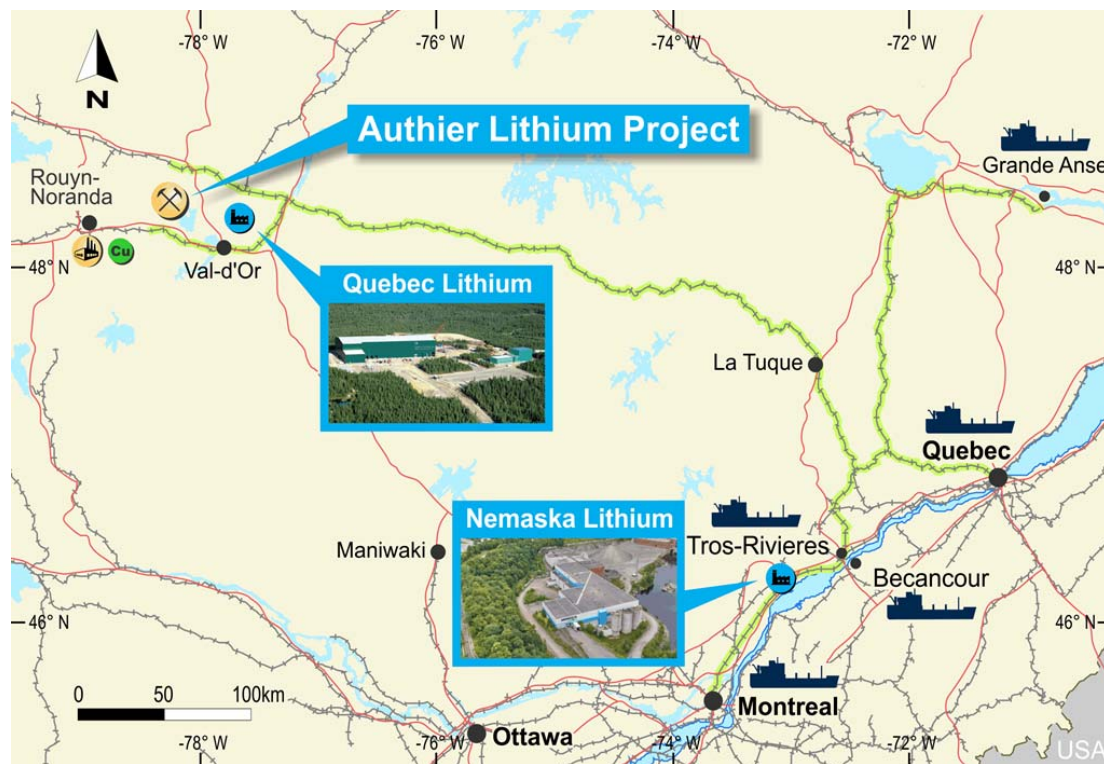 -78° W
-76° W
-74° W
-72° W
N
Authier Lithium Project
Grande Anse
Rouyn-
Noranda
Cu
48° N
Val-d'Or
48° N
Quebec Lithium
La Tuque
Quebec
Nemaska Lithium
Maniwaki
Tros-Rivieres
Becancour
46° N
46° N
0 50 100km
Montreal
Ottawa
-78° W
-76° W
-74° W
-72° W
USA